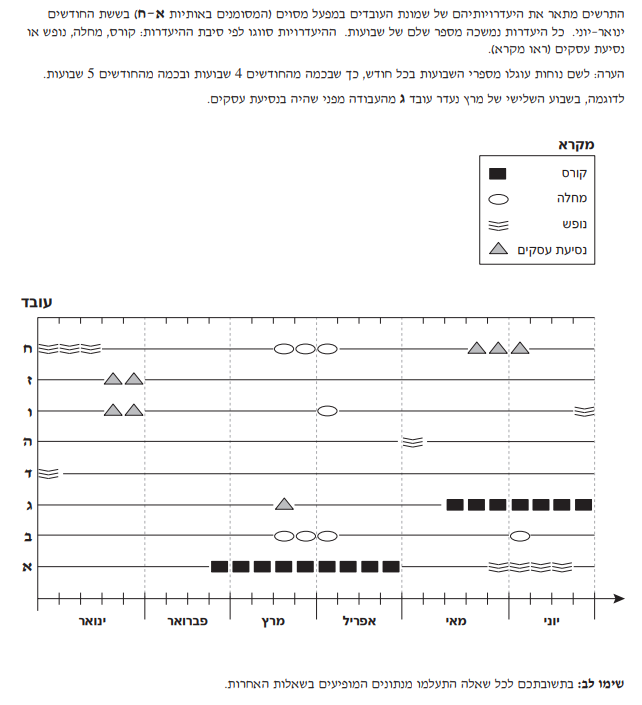 התרשים מתאר את היעדרויותיהם של שמונת העובדים במפעל מסוים (המסומנים באותיות א-ח) בששת החודשים
ינואר-יוני. כל היעדרות נמשכה מספר שלם של שבועות. ההיעדרויות סווגו לפי סיבת ההיעדרות: קורס, מחלה, נופש או
נסיעת עסקים (ראו מקרא).
הערה: לשם נוחות עוגלו מספרי השבועות בכל חודש, כך שבכמה מהחודשים 4 שבועות ובכמה מהחודשים 5 שבועות.
לדוגמה, בשבוע השלישי של מרץ נעדר עובד ג מהעבודה מפני שהיה בנסיעת עסקים.
מקרא
קורס
מחלה
נופש
נסיעת עסקים
עובד
ח
ז
ו
ה
ד
ג
ב
א
ינואר פברואר מרץ אפריל מאי יוני
שימו לב: בתשובתכם לכל שאלה התעלמו מנתונים המופיעים בשאלות האחרות.